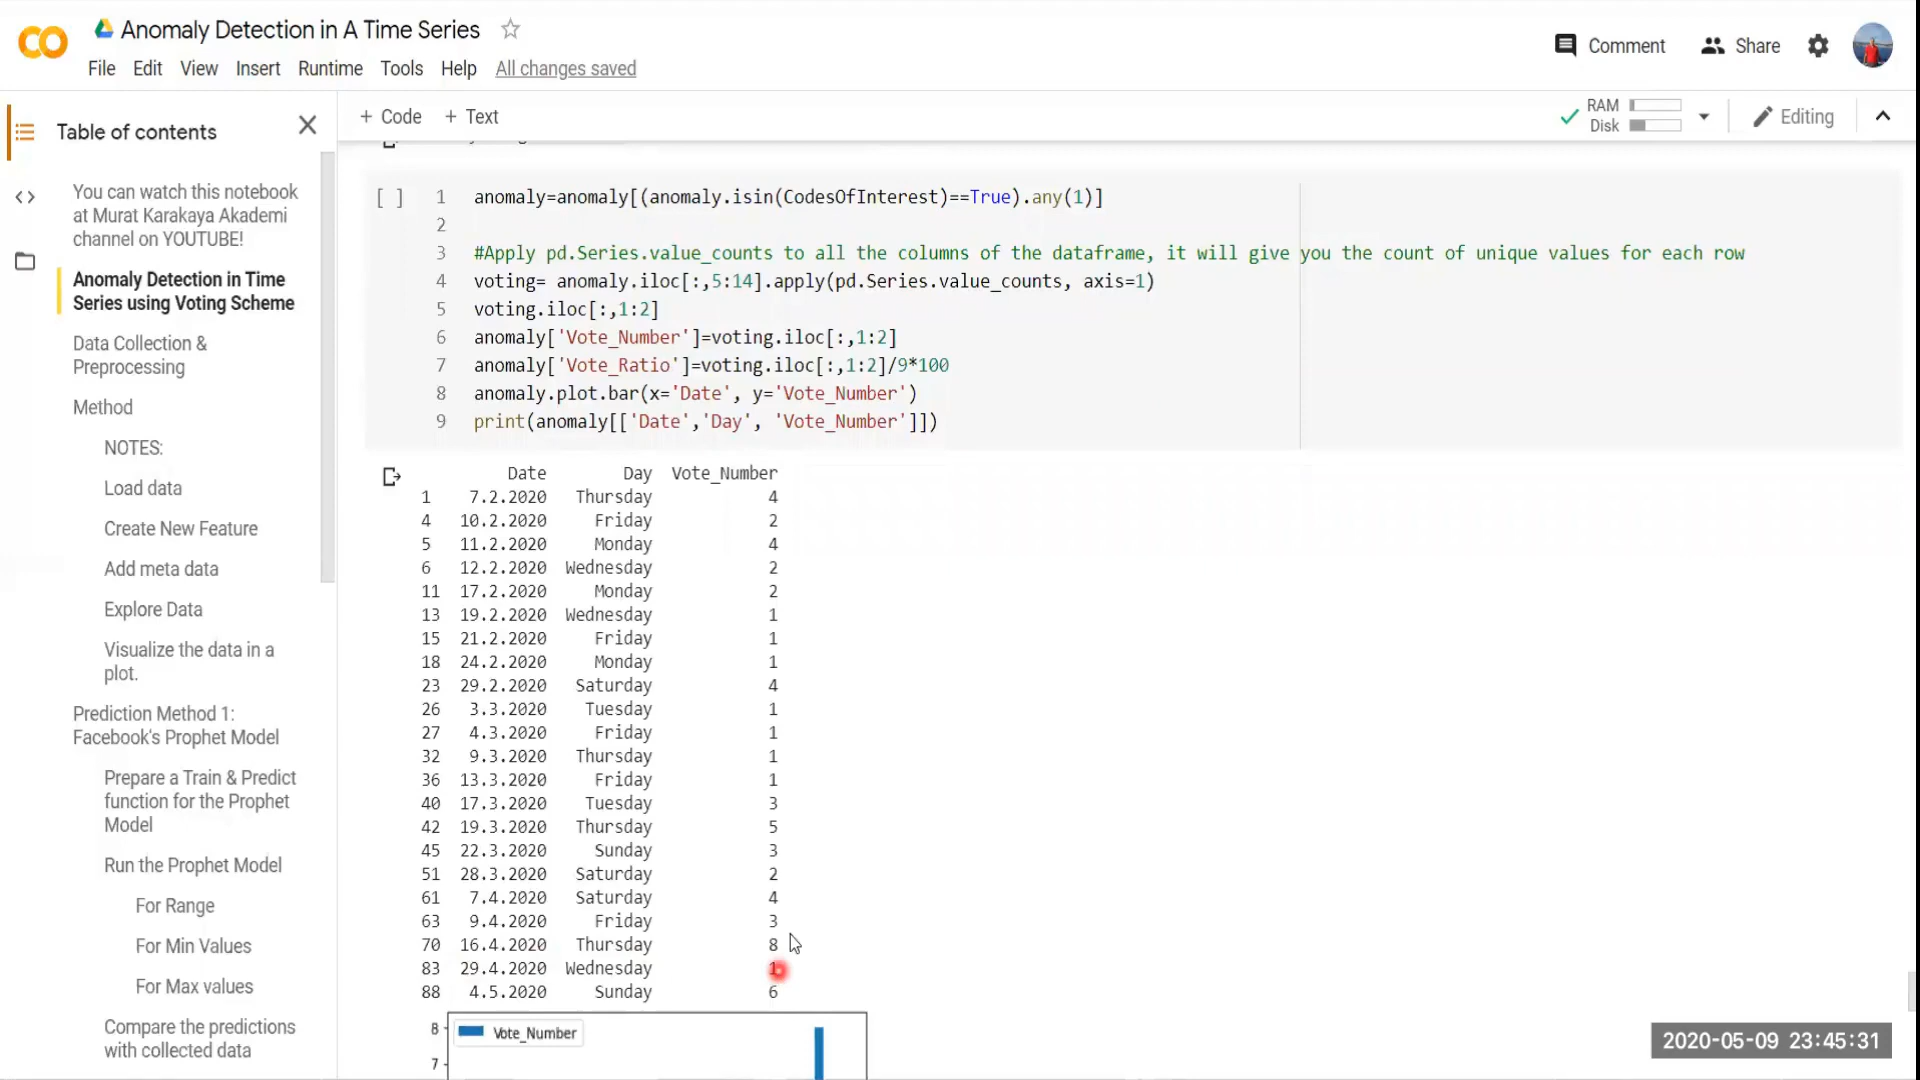 Anomaly Detection in A Time Series
File Edit View Insert Runtime Tools Help All changes saved
Comment Share
Table of contents
You can watch this notebook
at Murat Karakaya Akademi
channel on YOUTUBE!
Anomaly Detection in Time
Series using Voting Scheme
Data Collection &
Preprocessing
Method
NOTES:
Load data
Create New Feature
Add meta data
Explore Data
Visualize the data in a
plot.
Prediction Method 1:
Facebook's Prophet Model
Prepare a Train & Predict
function for the Prophet
Model
Run the Prophet Model
For Range
For Min Values
For Max values
Compare the predictions
with collected data
+ Code + Text
RAM
Disk
Editing
[ ] 1 anomaly=anomaly[(anomaly.isin(CodesOfInterest)==True).any(1)]
2
3 #Apply pd.Series.value_counts to all the columns of the dataframe, it will give you the count of unique values for each row
4 voting= anomaly.iloc[:,5:14].apply(pd.Series.value_counts, axis=1)
5 voting.iloc[:,1:2]
6 anomaly['Vote_Number']=voting.iloc[:,1:2]
7 anomaly['Vote_Ratio']=voting.iloc[:,1:2]/9*100
8 anomaly.plot.bar(x='Date', y='Vote_Number')
9 print(anomaly[['Date','Day', 'Vote_Number']])
Date Day Vote_Number
1 7.2.2020 Thursday 4
4 10.2.2020 Friday 2
5 11.2.2020 Monday 4
6 12.2.2020 Wednesday 2
11 17.2.2020 Monday 2
13 19.2.2020 Wednesday 1
15 21.2.2020 Friday 1
18 24.2.2020 Monday 1
23 29.2.2020 Saturday 4
26 3.3.2020 Tuesday 1
27 4.3.2020 Friday 1
32 9.3.2020 Thursday 1
36 13.3.2020 Friday 1
40 17.3.2020 Tuesday 3
42 19.3.2020 Thursday 5
45 22.3.2020 Sunday 3
51 28.3.2020 Saturday 2
61 7.4.2020 Saturday 4
63 9.4.2020 Friday 3
70 16.4.2020 Thursday 8
83 29.4.2020 Wednesday 1
88 4.5.2020 Sunday 6
8 Vote_Number
7
2020-05-09 23:45:31